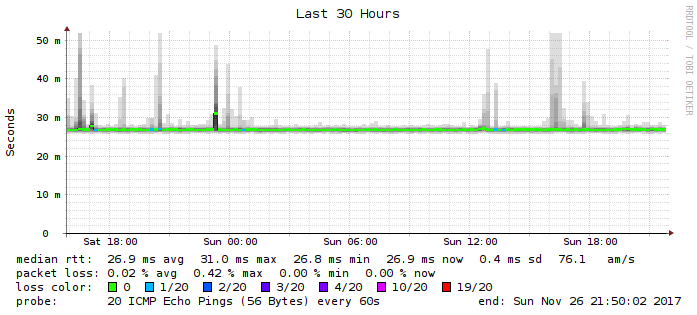 Last 30 Hours
RRDTOOL / TOBI OETIKER
Seconds
50 m
40 m
30 m
20 m
10 m
0
Sat 18:00 Sun 00:00 Sun 06:00 Sun 12:00 Sun 18:00
median rtt: 26.9 ms avg 31.0 ms max 26.8 ms min 26.9 ms now 0.4 ms sd 76.1 am/s
packet loss: 0.02 % avg 0.42 % max 0.00 % min 0.00 % now
loss color: 0 1/20 2/20 3/20 4/20 10/20 19/20
probe: 20 ICMP Echo Pings (56 Bytes) every 60s end: Sun Nov 26 21:50:02 2017